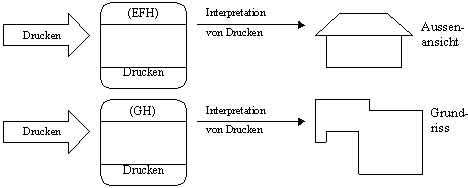 Drucken
(EFH)
Drucken
Interpretation
von Drucken
Aussen-
ansicht
Drucken
(GH)
Drucken
Interpretation
von Drucken
Grund-
riss